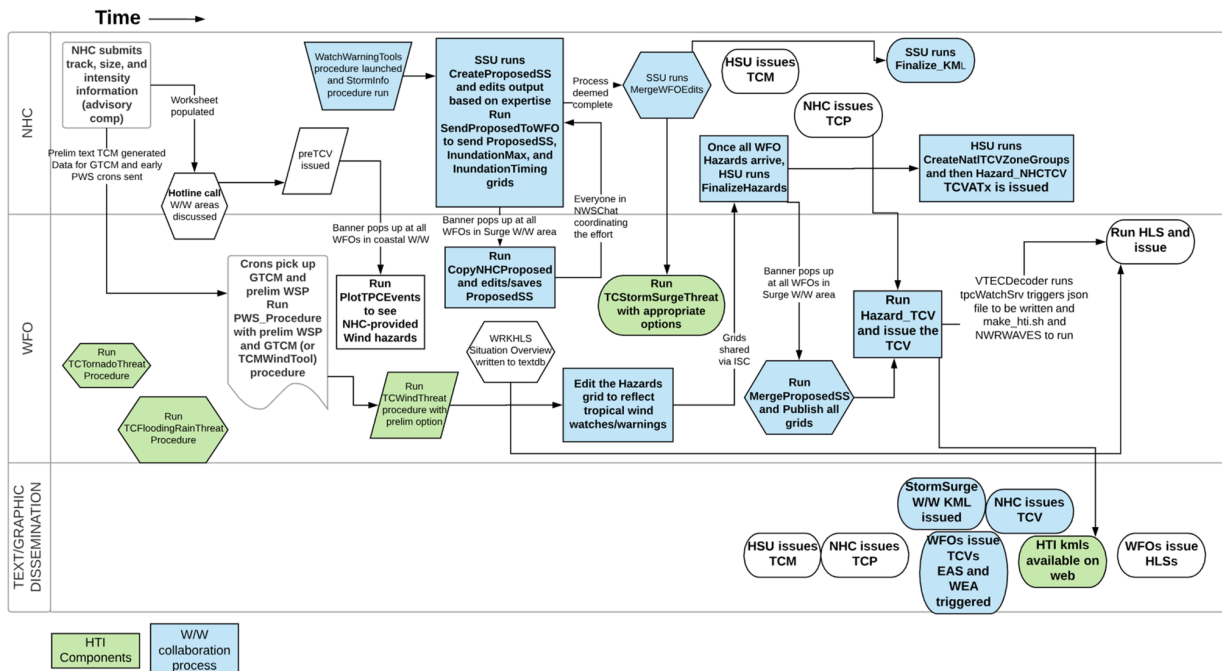 Time
NHC
NHC submits
track, size, and
intensity
information
(advisory
comp)
Worksheet
populated
Prelim text TCM generated
Data for GTCM and early
PWS crons sent
Hotline call
W/W areas
discussed
preTCV
issued
WatchWarningTools
procedure launched
and StormInfo
procedure run
SSU runs
CreateProposedSS
and edits output
based on expertise
Run
SendProposedToWFO
to send ProposedSS,
InundationMax, and
InundationTiming
grids
Process
deemed
complete
SSU runs
MergeWFOEdits
HSU issues
TCM
SSU runs
Finalize_KML
NHC issues
TCP
Once all WFO
Hazards arrive,
HSU runs
FinalizeHazards
HSU runs
CreateNatlTCVZoneGroups
and then Hazard_NHCTCV
TCVATx is issued
Everyone in
NWSChat
coordinating
the effort
Banner pops up at all
WFOs in coastal W/W
Banner pops up at all
WFOs in Surge W/W area
WFO
Crons pick up
GTCM and
prelim WSP
Run
PWS_Procedure
with prelim WSP
and GTCM (or
TCMWindTool)
procedure
Run
PlotTPCEvents
to see
NHC-provided
Wind hazards
Run
CopyNHCProposed
and edits/saves
ProposedSS
Run
TCStormSurgeThreat
with appropriate
options
Banner pops up
at all WFOs in
Surge W/W area
Run HLS and
issue
Run
Hazard_TCV
and issue the
TCV
VTECDecoder runs
tpcWatchSrv triggers json
file to be written and
make_hti.sh and
NWRWAVES to run
WRKHLS
Situation Overview
written to textdb
Grids
shared
via ISC
Run
TCTornadoThreat
Procedure
Run
TCFloodingRainThreat
Procedure
Run
TCWindThreat
procedure with
prelim option
Edit the Hazards
grid to reflect
tropical wind
watches/warnings
Run
MergeProposedSS
and Publish all
grids
TEXT/GRAPHIC
DISSEMINATION
HSU issues
TCM
NHC issues
TCP
StormSurge
W/W KML
issued
NHC issues
TCV
WFOs issue
TCVs
EAS and
WEA
triggered
HTI kmls
available on
web
WFOs issue
HLSs
HTI
Components
W/W
collaboration
process